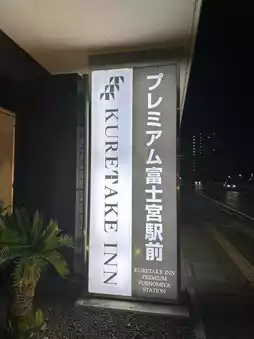 KURETAKE INN
プレミアム富士宮駅前
KURETAKE INN
PREMIUM
FUJINOMIYA
STATION